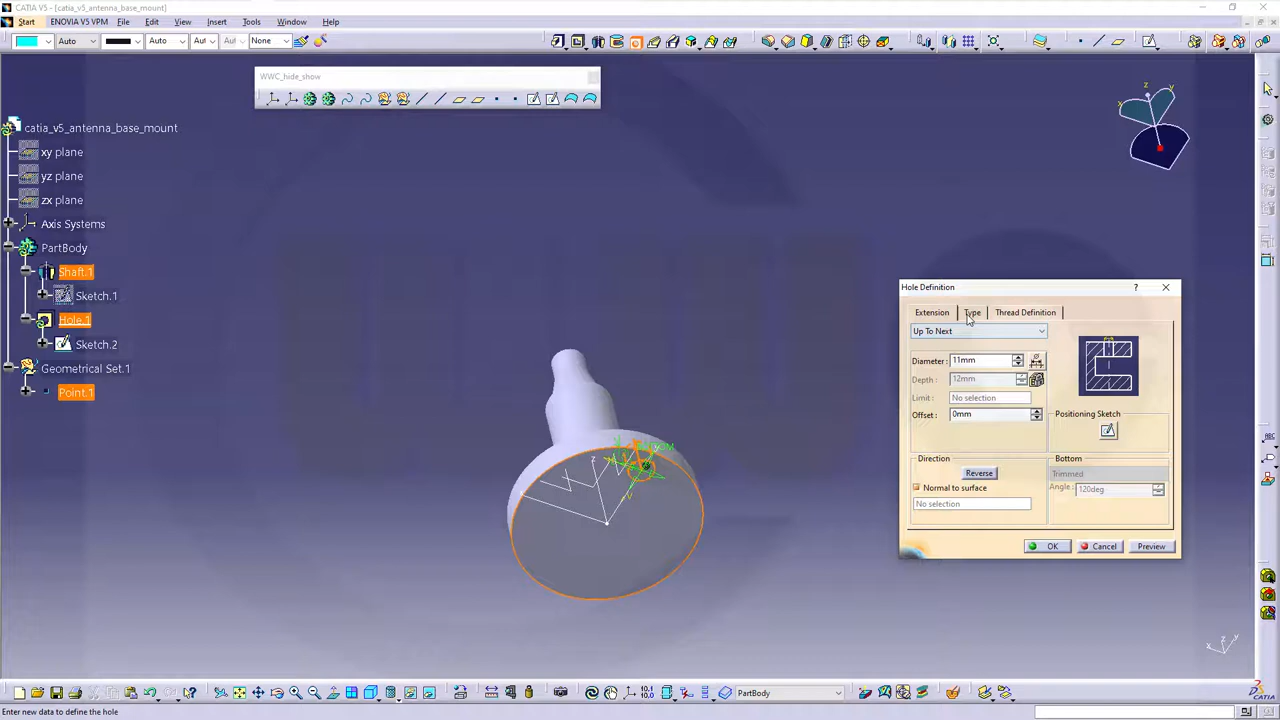 CATIA V5 - [catia_v5_antenna_base_mount]
Start ENOVIA V5 VPM File Edit View Insert Tools Window Help
Auto Auto Aut Aut None
WWC_hide_show
catia_v5_antenna_base_mount
xy plane
yz plane
zx plane
Axis Systems
PartBody
Shaft.1
Sketch.1
Hole.1
Sketch.2
Geometrical Set.1
Point.1
Hole Definition
Extension Type Thread Definition
Up To Next
Diameter : 11mm
Depth : 12mm
Limit : No selection
Offset : 0mm
Positioning Sketch
Direction
Reverse
Normal to surface
No selection
Bottom
Trimmed
Angle : 120deg
OK Cancel Preview
PartBody
Enter new data to define the hole
CATIA